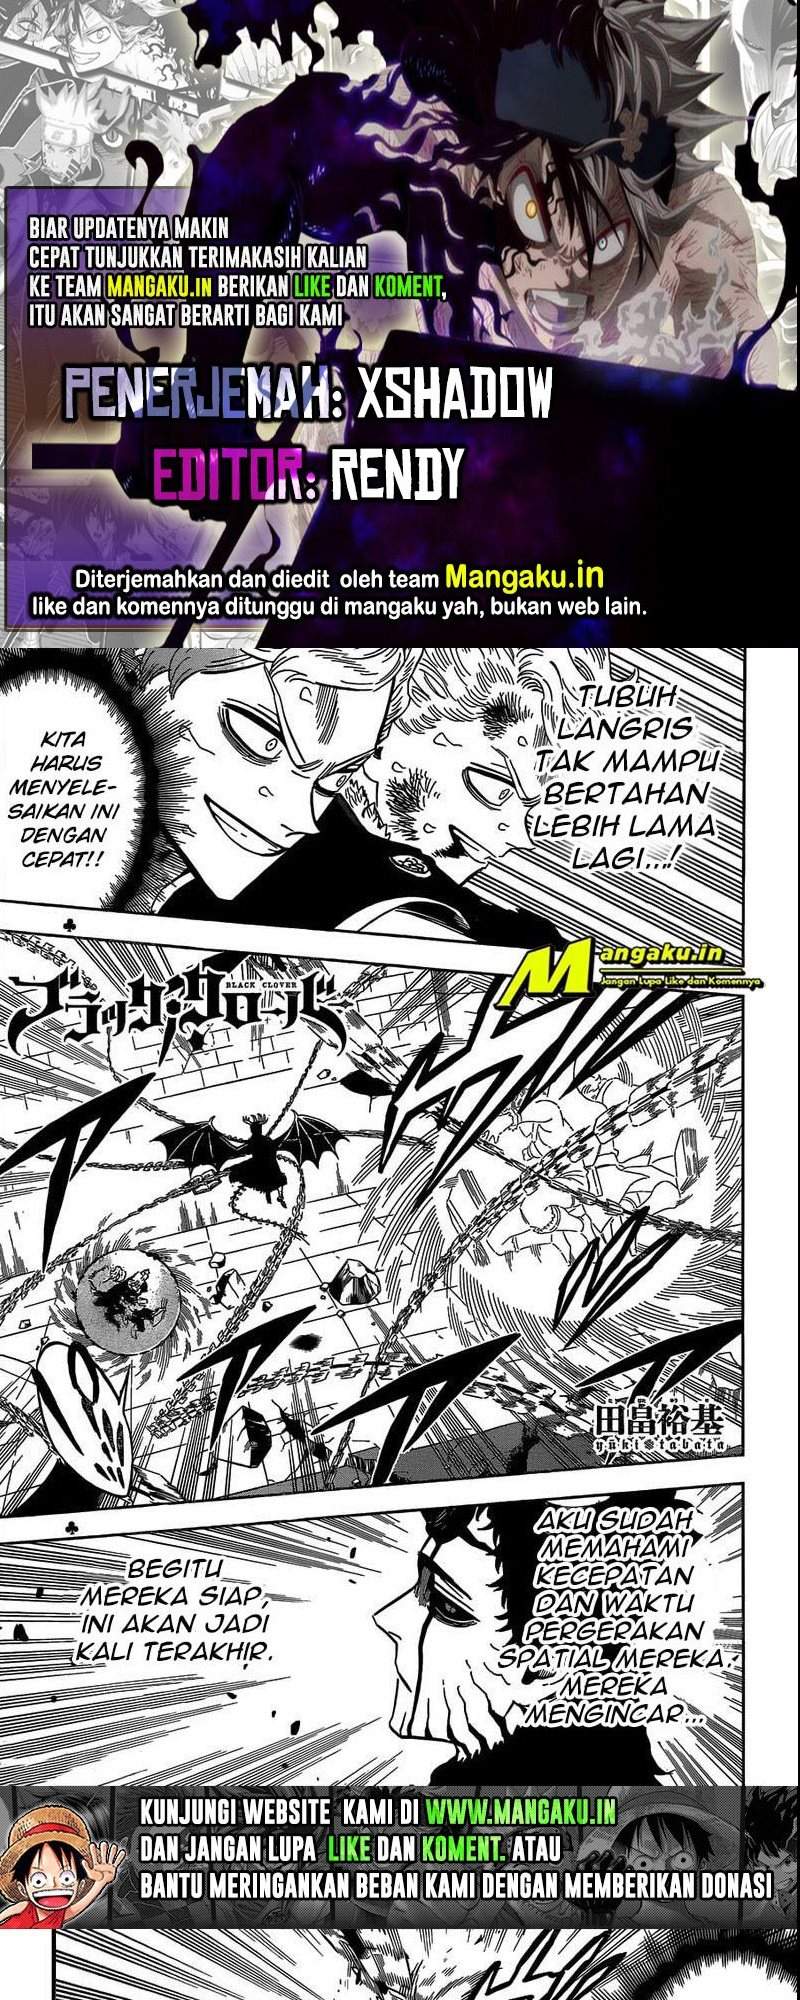 BIAR UPDATENYA MAKIN
CEPAT TUNJUKKAN TERIMAKASIH KALIAN
KE TEAM MANGAKU.in BERIKAN LIKE DAN KOMENT,
ITU AKAN SANGAT BERARTI BAGI KAMI
PENERJEMAH: XSHADOW
EDITOR: RENDY
Diterjemahkan dan diedit oleh team Mangaku.in
like dan komennya ditunggu di mangaku yah, bukan web lain.
TUBUH
LANGRIS
TAK MAMPU
BERTAHAN
LEBIH LAMA
LAGI...!
KITA
HARUS
MENYELE-
SAIKAN INI
DENGAN
CEPAT!!
Mangaku.in
Jangan Lupa Like dan Komennya
BLACK CLOVER
ブラッククローバー
田畠裕基
yūki tabata
AKU SUDAH
MEMAHAMI
KECEPATAN
DAN WAKTU
PERGERAKAN
SPATIAL MEREKA.
MEREKA
MENGINCAR...
BEGITU
MEREKA SIAP,
INI AKAN JADI
KALI TERAKHIR.
KUNJUNGI WEBSITE KAMI DI WWW.MANGAKU.IN
DAN JANGAN LUPA LIKE DAN KOMENT. ATAU
BANTU MERINGANKAN BEBAN KAMI DENGAN MEMBERIKAN DONASI